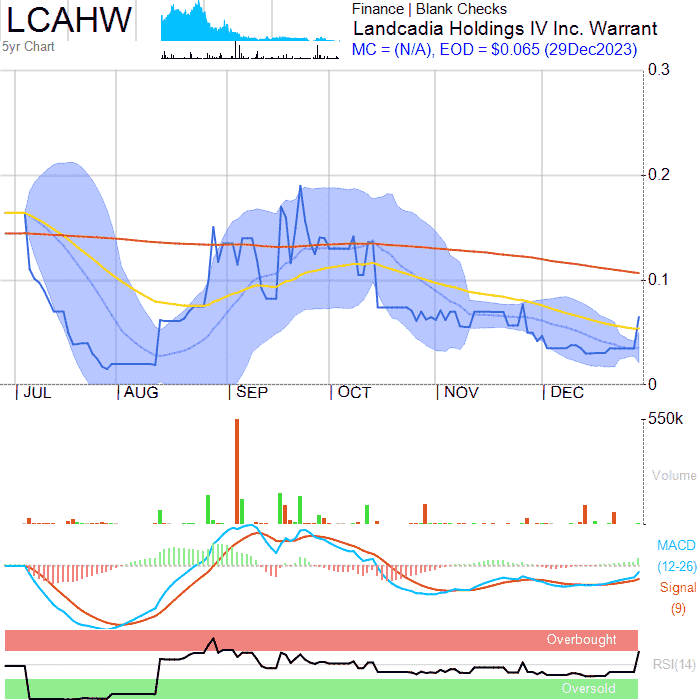 LCAHW
5yr Chart
Finance | Blank Checks
Landcadia Holdings IV Inc. Warrant
MC = (N/A), EOD = $0.065 (29Dec2023)
0.3
0.2
0.1
0
JUL AUG SEP OCT NOV DEC
550k
Volume
MACD
(12-26)
Signal
(9)
Overbought
RSI(14)
Oversold